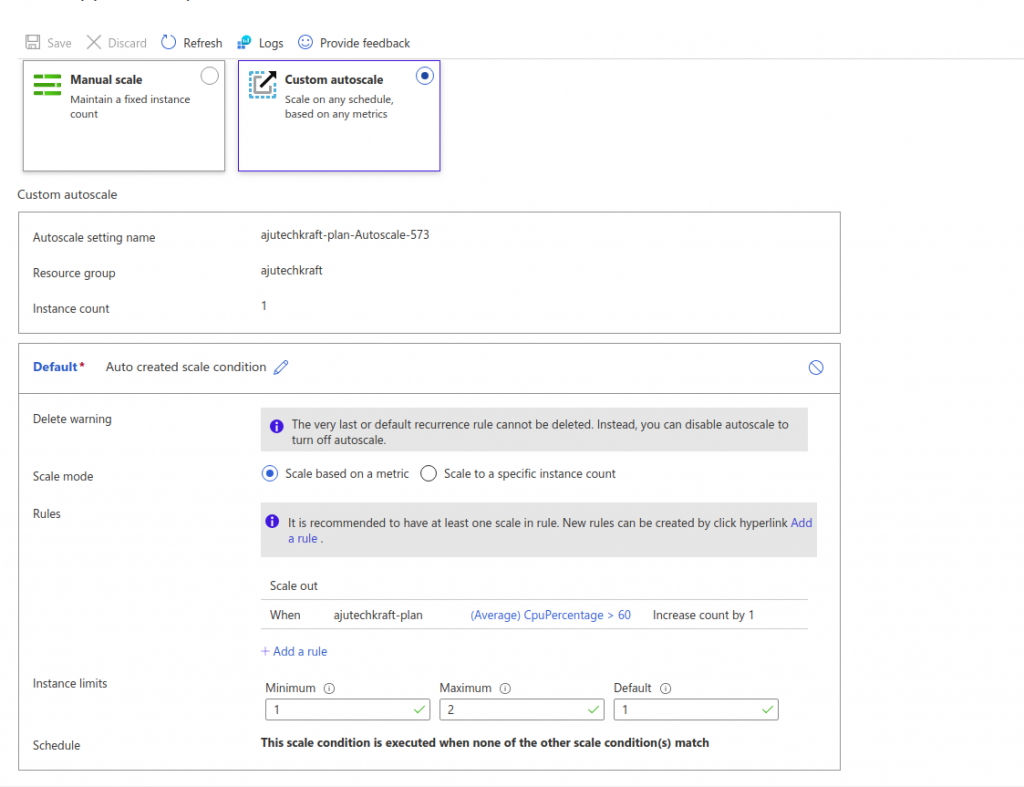 Save Discard Refresh Logs Provide feedback
Manual scale
Maintain a fixed instance
count
Custom autoscale
Scale on any schedule,
based on any metrics
Custom autoscale
Autoscale setting name ajutechkraft-plan-Autoscale-573
Resource group ajutechkraft
Instance count 1
Default* Auto created scale condition
Delete warning
The very last or default recurrence rule cannot be deleted. Instead, you can disable autoscale to
turn off autoscale.
Scale mode Scale based on a metric Scale to a specific instance count
Rules
It is recommended to have at least one scale in rule. New rules can be created by click hyperlink Add
a rule .
Scale out
When ajutechkraft-plan (Average) CpuPercentage > 60 Increase count by 1
+ Add a rule
Instance limits
Minimum Maximum Default
1 2 1
Schedule This scale condition is executed when none of the other scale condition(s) match